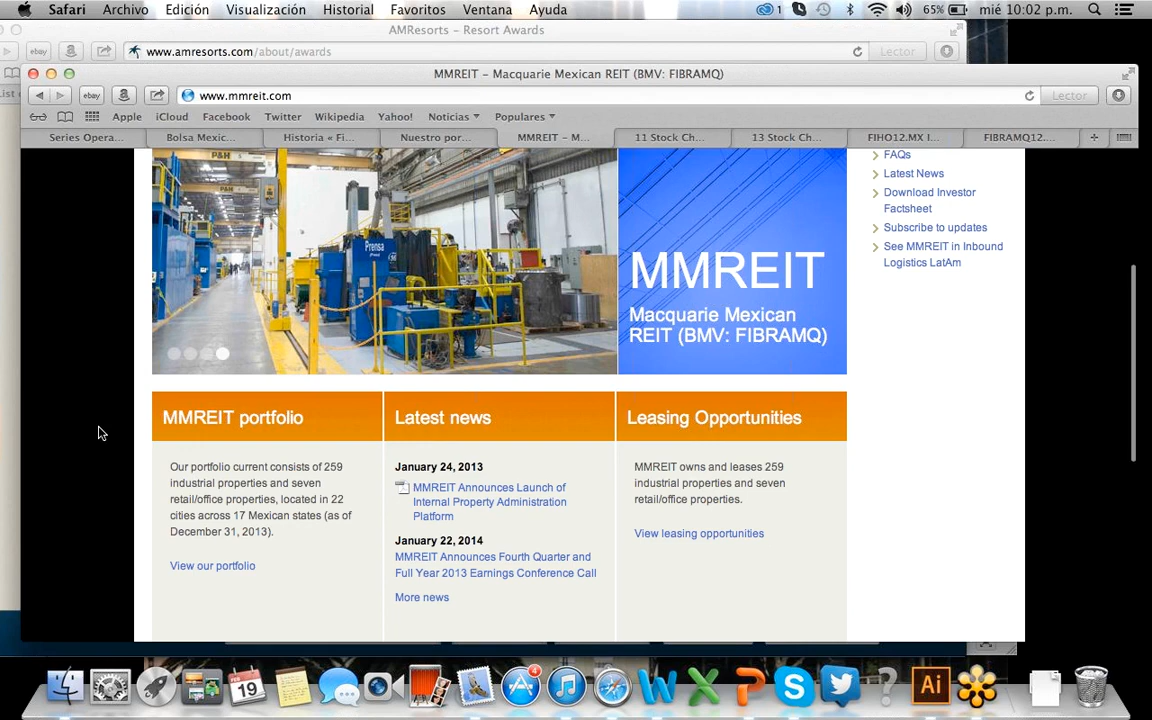 Safari Archivo Edición Visualización Historial Favoritos Ventana Ayuda
1 65% mié 10:02 p.m.
AMResorts – Resort Awards
ebay www.amresorts.com/about/awards Lector
MMREIT – Macquarie Mexican REIT (BMV: FIBRAMQ)
ebay www.mmreit.com Lector
Apple iCloud Facebook Twitter Wikipedia Yahoo! Noticias Populares
Series Opera... Bolsa Mexic... Historia « Fi... Nuestro por... MMREIT – M... 11 Stock Ch... 13 Stock Ch... FIHO12.MX I... FIBRAMQ12....
P&H
P&H
Prensa
MMREIT
Macquarie Mexican
REIT (BMV: FIBRAMQ)
FAQs
Latest News
Download Investor
Factsheet
Subscribe to updates
See MMREIT in Inbound
Logistics LatAm
MMREIT portfolio
Our portfolio current consists of 259
industrial properties and seven
retail/office properties, located in 22
cities across 17 Mexican states (as of
December 31, 2013).
View our portfolio
Latest news
January 24, 2013
MMREIT Announces Launch of
Internal Property Administration
Platform
January 22, 2014
MMREIT Announces Fourth Quarter and
Full Year 2013 Earnings Conference Call
More news
Leasing Opportunities
MMREIT owns and leases 259
industrial properties and seven
retail/office properties.
View leasing opportunities
FEB
19
4
W X P S ? Ai